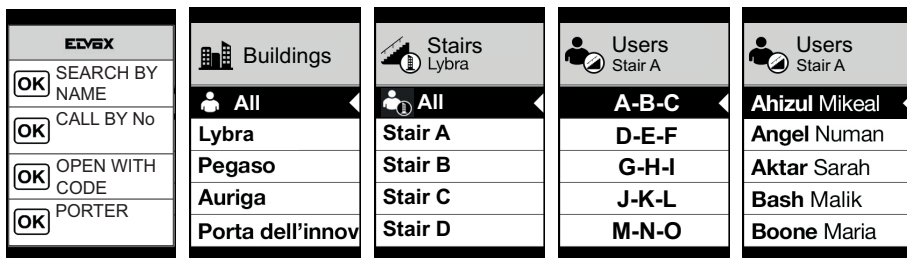 ELVOX
OK SEARCH BY
NAME
OK CALL BY No
OK OPEN WITH
CODE
OK PORTER
Buildings
All
Lybra
Pegaso
Auriga
Porta dell'innov
Stairs
Lybra
All
Stair A
Stair B
Stair C
Stair D
Users
Stair A
A-B-C
D-E-F
G-H-I
J-K-L
M-N-O
Users
Stair A
Ahizul Mikeal
Angel Numan
Aktar Sarah
Bash Malik
Boone Maria